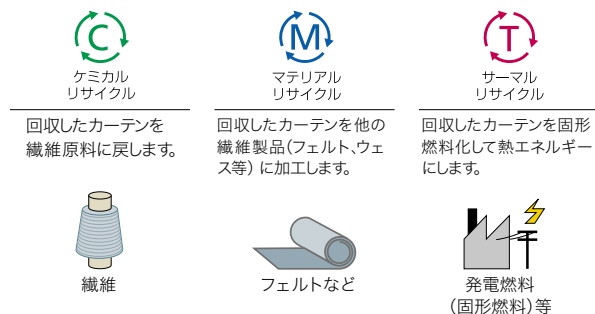 C
ケミカル
リサイクル
回収したカーテンを
繊維原料に戻します。
繊維
M
マテリアル
リサイクル
回収したカーテンを他の
繊維製品(フェルト、ウェ
ス等) に加工します。
フェルトなど
T
サーマル
リサイクル
回収したカーテンを固形
燃料化して熱エネルギー
にします。
発電燃料
(固形燃料)等